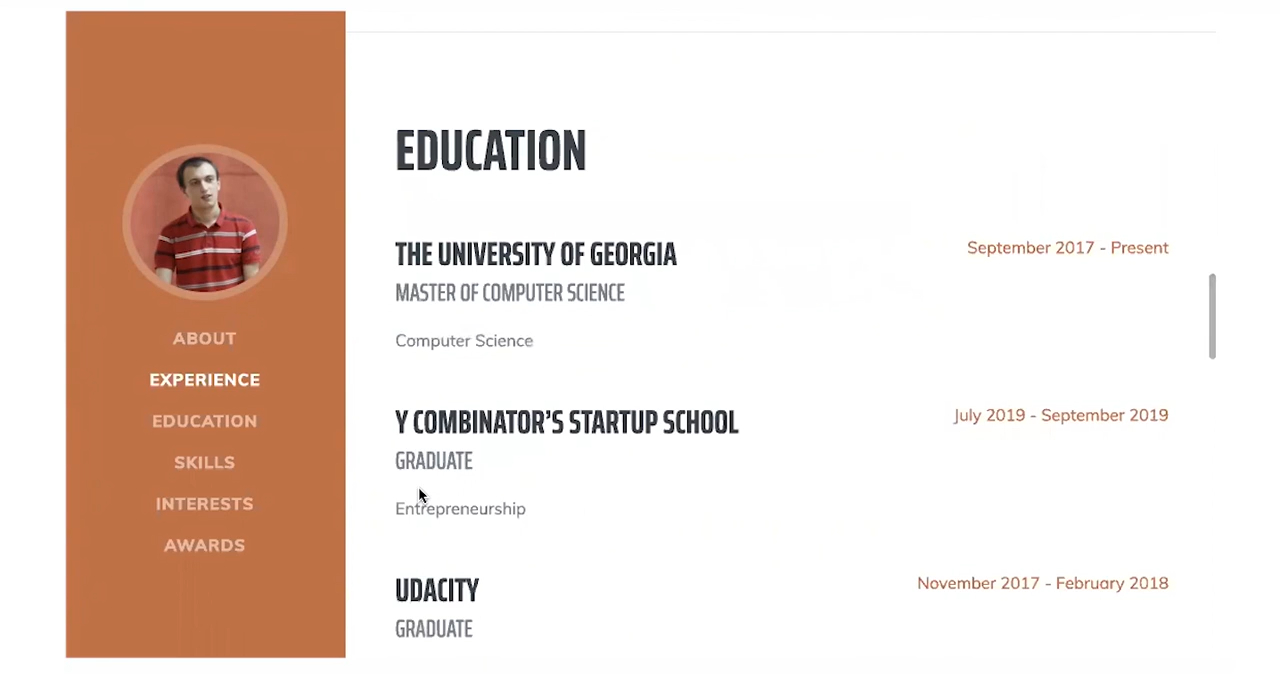 ABOUT
EXPERIENCE
EDUCATION
SKILLS
INTERESTS
AWARDS
EDUCATION
THE UNIVERSITY OF GEORGIA
September 2017 - Present
MASTER OF COMPUTER SCIENCE
Computer Science
Y COMBINATOR’S STARTUP SCHOOL
July 2019 - September 2019
GRADUATE
Entrepreneurship
UDACITY
November 2017 - February 2018
GRADUATE